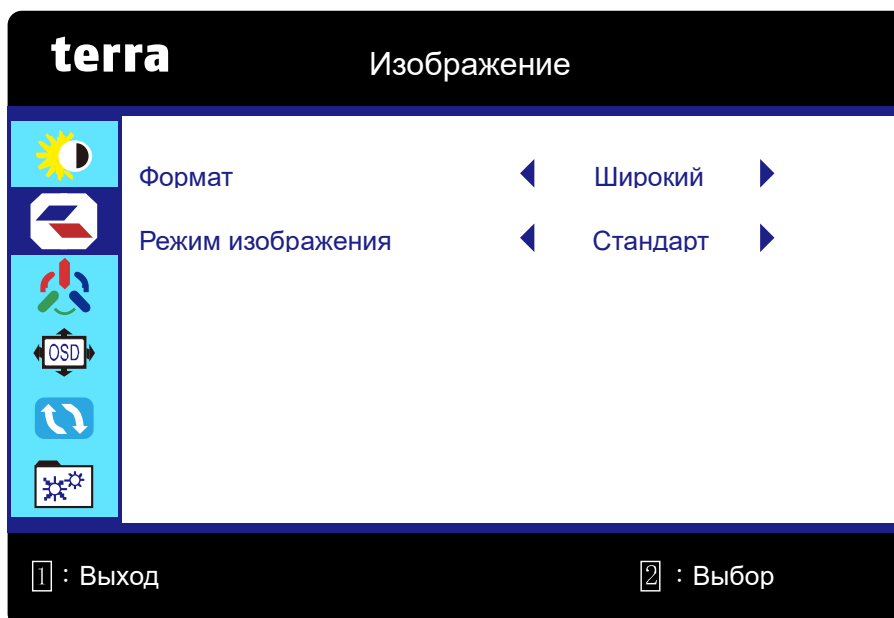 terra
Изображение
Формат Широкий
Режим изображения Стандарт
OSD
1 : Выход 2 : Выбор